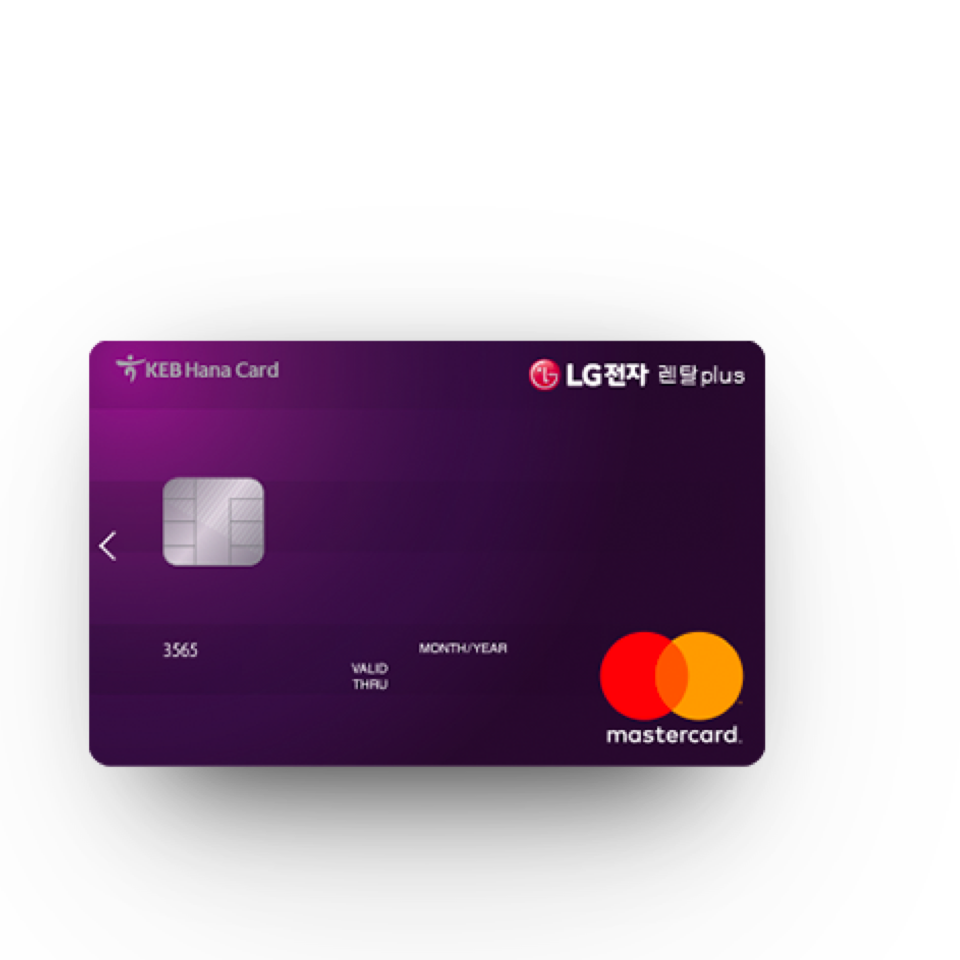 KEB Hana Card
LG전자 렌탈plus
3565
MONTH/YEAR
VALID
THRU
mastercard.